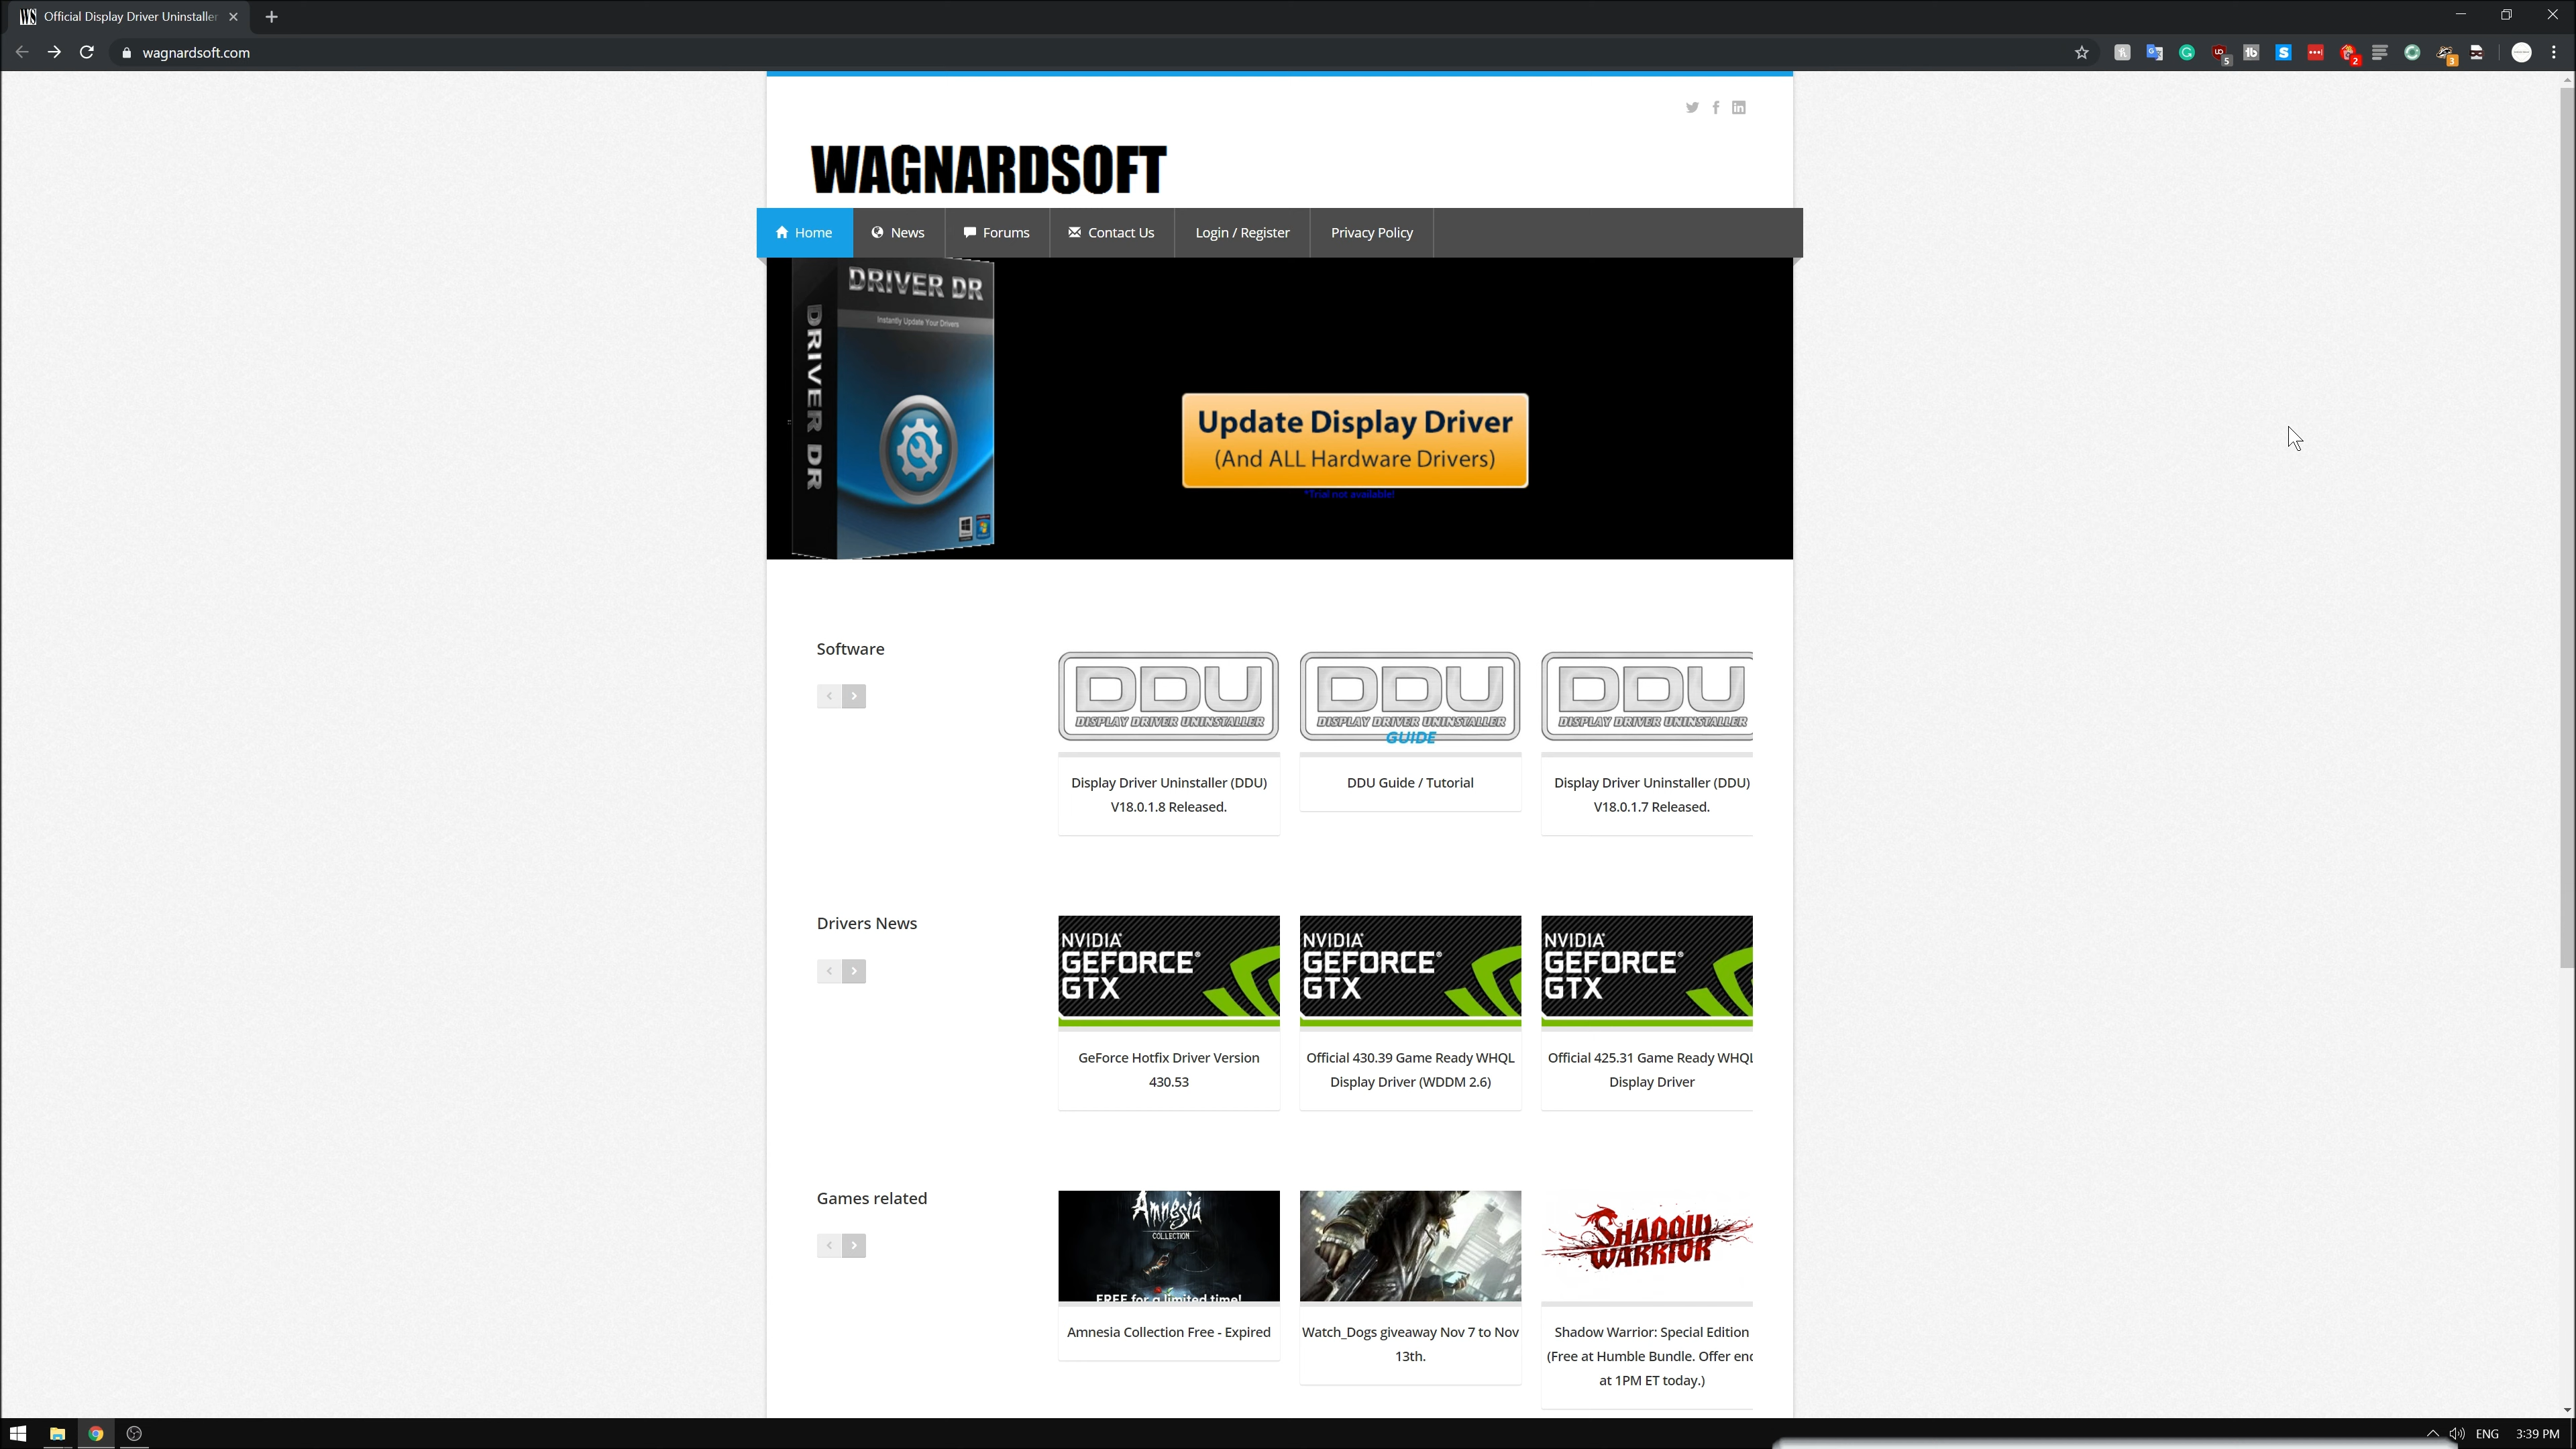 Official Display Driver Uninstaller
wagnardsoft.com
WAGNARDSOFT
Home
News
Forums
Contact Us
Login / Register
Privacy Policy
DRIVER DR
Instantly Update Your Drivers
DRIVER DR
Update Display Driver
(And ALL Hardware Drivers)
*Trial not available!
Software
DDU
DISPLAY DRIVER UNINSTALLER
DDU
DISPLAY DRIVER UNINSTALLER
GUIDE
DDU
DISPLAY DRIVER UNINSTALLER
Display Driver Uninstaller (DDU)
V18.0.1.8 Released.
DDU Guide / Tutorial
Display Driver Uninstaller (DDU)
V18.0.1.7 Released.
Drivers News
NVIDIA
GEFORCE®
GTX
NVIDIA
GEFORCE®
GTX
NVIDIA
GEFORCE®
GTX
GeForce Hotfix Driver Version
430.53
Official 430.39 Game Ready WHQL
Display Driver (WDDM 2.6)
Official 425.31 Game Ready WHQL
Display Driver
Games related
Amnesia
COLLECTION
FREE for a limited time!
SHADOW
WARRIOR
Amnesia Collection Free - Expired
Watch_Dogs giveaway Nov 7 to Nov
13th.
Shadow Warrior: Special Edition
(Free at Humble Bundle. Offer end
at 1PM ET today.)
ENG
3:39 PM